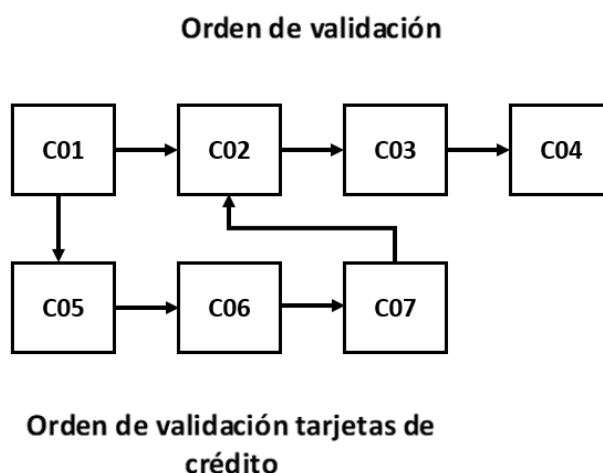 Orden de validación
C01 C02 C03 C04
C05 C06 C07
Orden de validación tarjetas de
crédito